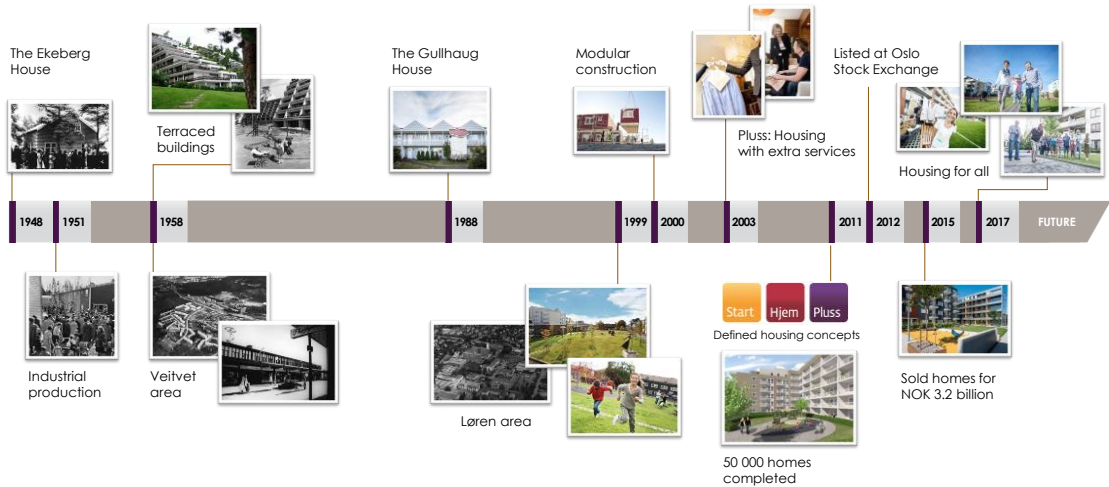 The Ekeberg
House
Terraced
buildings
The Gullhaug
House
Modular
construction
Pluss: Housing
with extra services
Listed at Oslo
Stock Exchange
Housing for all
1948
1951
1958
1988
1999
2000
2003
2011
2012
2015
2017
FUTURE
Industrial
production
Veitvet
area
Løren area
Start
Hjem
Pluss
Defined housing concepts
50 000 homes
completed
Sold homes for
NOK 3.2 billion